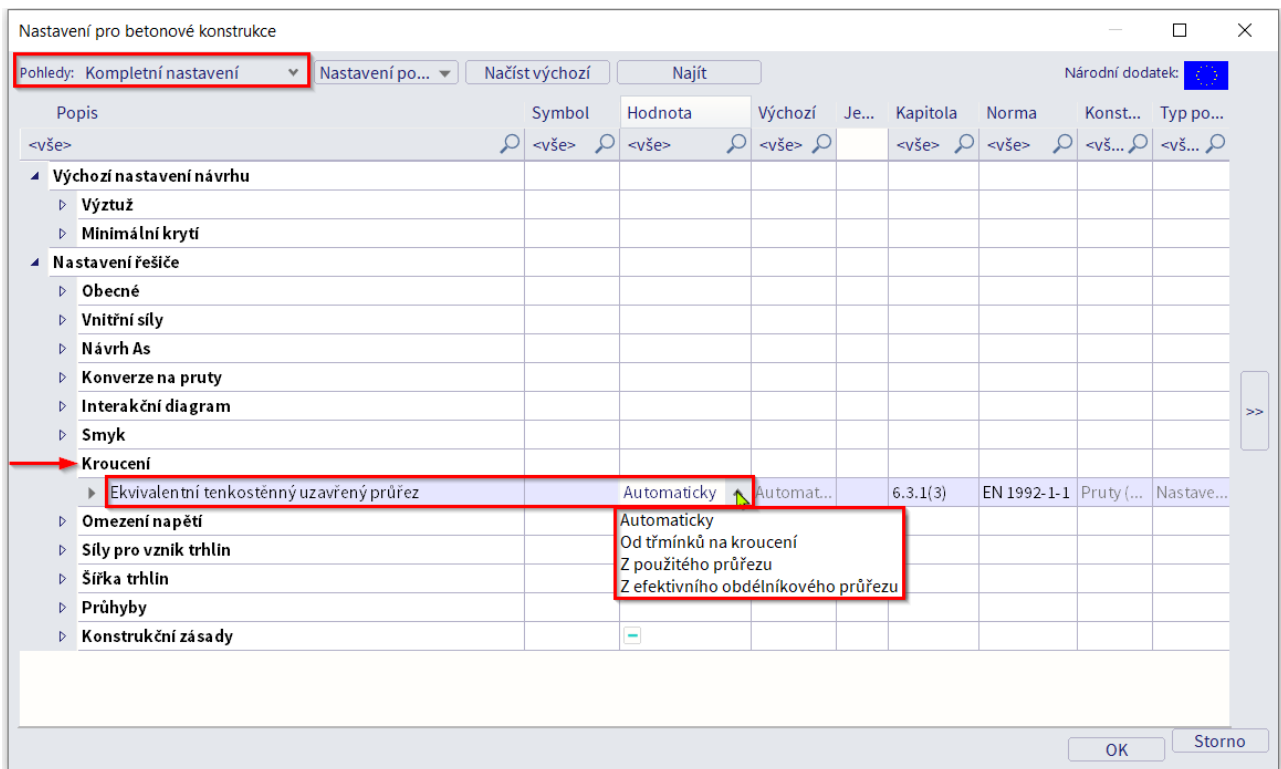 Nastavení pro betonové konstrukce
Pohledy: Kompletní nastavení Nastavení po... Načíst výchozí Najít Národní dodatek:
Popis Symbol Hodnota Výchozí Je... Kapitola Norma Konst... Typ po...
<vše> <vše> <vše> <vše> <vše> <vše> <vš... <vš...
Výchozí nastavení návrhu
Výztuž
Minimální krytí
Nastavení řešiče
Obecné
Vnitřní síly
Návrh As
Konverze na pruty
Interakční diagram
>>
Smyk
Kroucení
Ekvivalentní tenkostěnný uzavřený průřez Automaticky Automat... 6.3.1(3) EN 1992-1-1 Pruty (... Nastave...
Omezení napětí Automaticky
Síly pro vznik trhlin Od třmínků na kroucení
Šířka trhlin Z použitého průřezu
Z efektivního obdélníkového průřezu
Průhyby
Konstrukční zásady
OK Storno